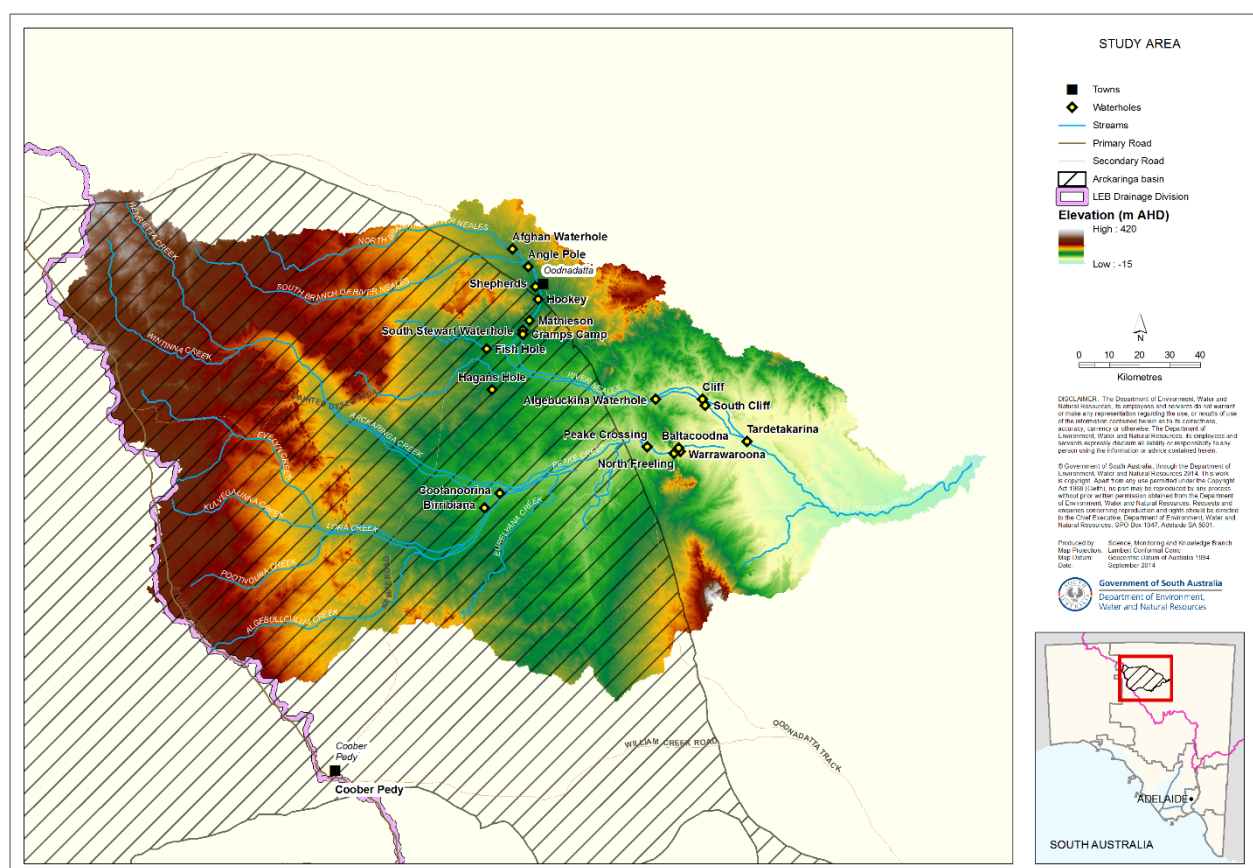 STUDY AREA
Towns
Waterholes
Streams
Primary Road
Secondary Road
Arckaringa basin
LEB Drainage Division
Elevation (m AHD)
High : 420
Low : -15
N
0 10 20 30 40
Kilometres
DISCLAIMER. The Department of Environment, Water and
Natural Resources, its employees and servants do not warrant
or make any representation regarding the use, or results of use
of the information contained herein as to its correctness,
accuracy, currency or otherwise. The Department of
Environment, Water and Natural Resources, its employees and
servants expressly disclaim all liability or responsibility to any
person using the information or advice contained herein.
© Government of South Australia, through the Department of
Environment, Water and Natural Resources 2014. This work
is copyright. Apart from any use permitted under the Copyright
Act 1968 (Cwlth), no part may be reproduced by any process
without prior written permission obtained from the Department
of Environment, Water and Natural Resources. Requests and
enquiries concerning reproduction and rights should be directed
to the Chief Executive, Department of Environment, Water and
Natural Resources, GPO Box 1047, Adelaide SA 5001.
Produced by: Science, Monitoring and Knowledge Branch
Map Projection: Lambert Conformal Conic
Map Datum: Geocentric Datum of Australia 1994
Date: September 2014
Government of South Australia
Department of Environment,
Water and Natural Resources
ADELAIDE
SOUTH AUSTRALIA
HENRIETTA CREEK
NORTH RIVER NEALES
SOUTH BRANCH OF RIVER NEALES
WINTINNA CREEK
Afghan Waterhole
Angle Pole
Oodnadatta
Shepherds
Hookey
Mathieson
South Stewart Waterhole
Cramps Camp
Fish Hole
Hagans Hole
RIVER NEALES
Cliff
Algebuckina Waterhole
South Cliff
PAINTER DESERT
ARCKARINGA CREEK
Tardetakarina
Peake Crossing
Baltacoodna
Warrawaroona
North Freeling
PEAKE CREEK
EVELYN CREEK
Cootanoorina
Birribiana
KULVEGALINNA CREEK
LORA CREEK
EURELYANA CREEK
POOTNOURA CREEK
ALGEBULLCULLIA CREEK
OODNADATTA TRACK
WILLIAM CREEK ROAD
Coober
Pedy
Coober Pedy